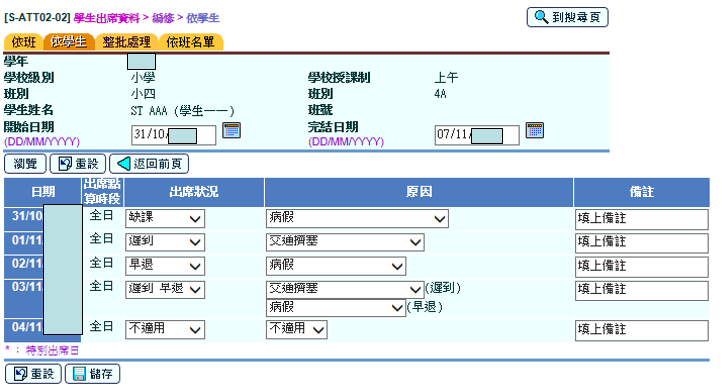 [S-ATT02-02] 學生出席資料 > 編修 > 依學生
到搜尋頁
依班 依學生 整批處理 依班名單
學年
學校級別 小學 學校授課制 上午
班別 小四 班別 4A
學生姓名 ST AAA (學生一一) 班號
開始日期 31/10/ 完結日期 07/11/
(DD/MM/YYYY) (DD/MM/YYYY)
瀏覽 重設 返回前頁
日期 出席點算時段 出席狀況 原因 備註
31/10 全日 缺課 病假 填上備註
01/11 全日 遲到 交通擠塞 填上備註
02/11 全日 早退 病假 填上備註
03/11 全日 遲到 早退 交通擠塞 (遲到) 填上備註
病假 (早退)
04/11 全日 不適用 不適用 填上備註
* : 特別出席日
重設 儲存